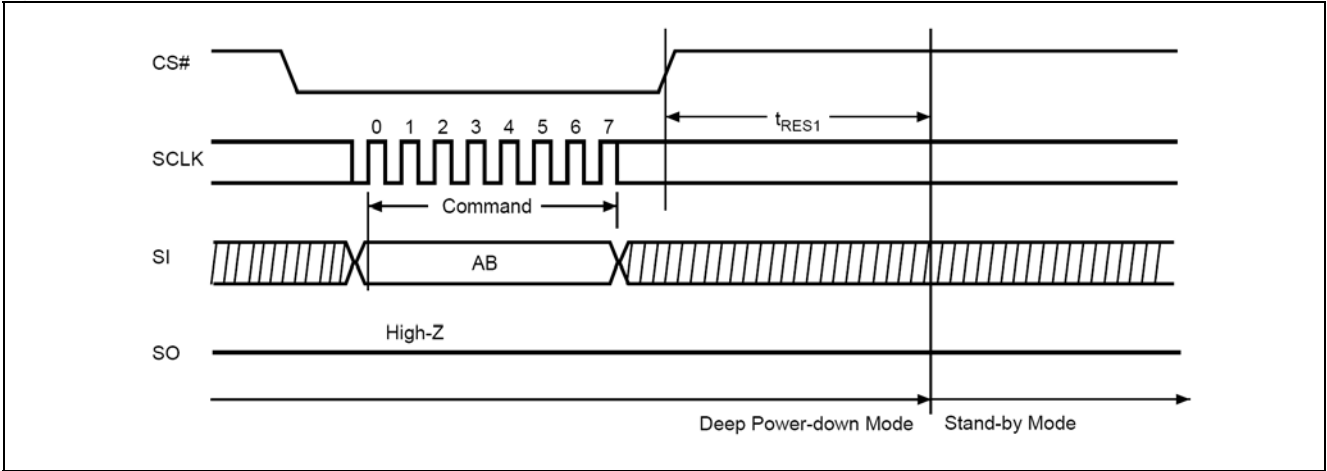 CS#
t_RES1
0 1 2 3 4 5 6 7
SCLK
Command
SI
AB
High-Z
SO
Deep Power-down Mode
Stand-by Mode